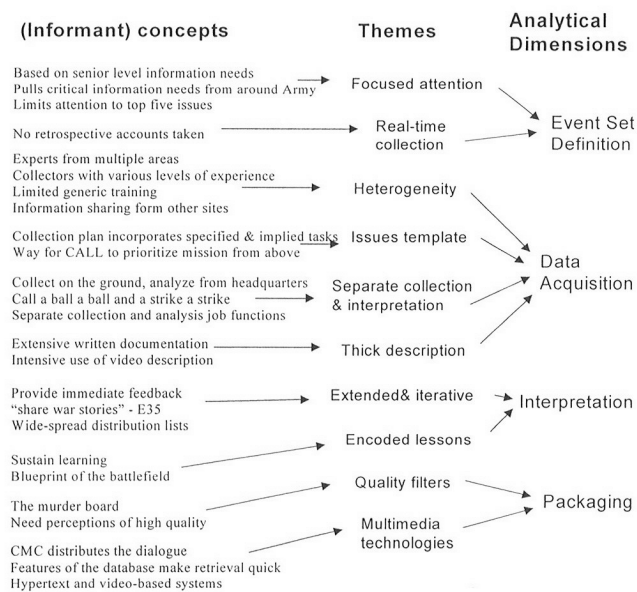 (Informant) concepts
Themes
Analytical
Dimensions
Based on senior level information needs
Pulls critical information needs from around Army
Limits attention to top five issues
Focused attention
No retrospective accounts taken
Real-time
collection
Event Set
Definition
Experts from multiple areas
Collectors with various levels of experience
Limited generic training
Information sharing form other sites
Heterogeneity
Collection plan incorporates specified & implied tasks
Way for CALL to prioritize mission from above
Issues template
Collect on the ground, analyze from headquarters
Call a ball a ball and a strike a strike
Separate collection and analysis job functions
Separate collection
& interpretation
Data
Acquisition
Extensive written documentation
Intensive use of video description
Thick description
Provide immediate feedback
“share war stories” - E35
Wide-spread distribution lists
Extended& iterative
Interpretation
Sustain learning
Blueprint of the battlefield
Encoded lessons
The murder board
Need perceptions of high quality
Quality filters
CMC distributes the dialogue
Features of the database make retrieval quick
Hypertext and video-based systems
Multimedia
technologies
Packaging